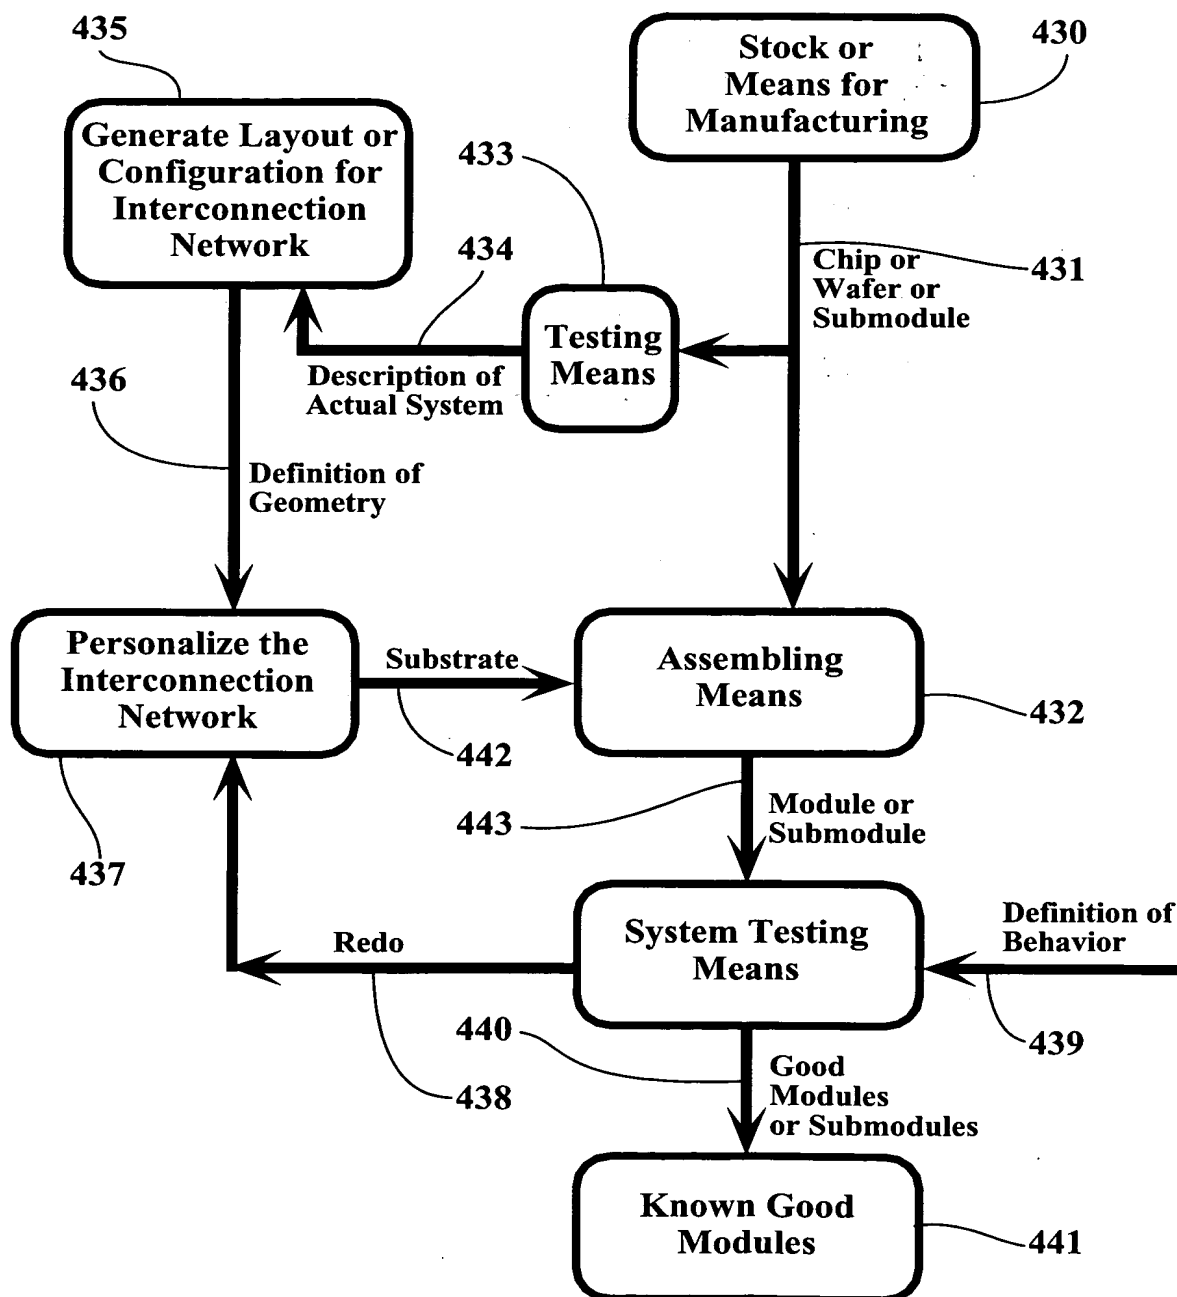 435
Stock or
Means for
Manufacturing
430
Generate Layout or
Configuration for
Interconnection
Network
433
434
Chip or
Wafer or
Submodule
431
Testing
Means
Description of
Actual System
436
Definition of
Geometry
Personalize the
Interconnection
Network
Substrate
442
Assembling
Means
432
443
Module or
Submodule
437
System Testing
Means
Definition of
Behavior
Redo
440
439
438
Good
Modules
or Submodules
Known Good
Modules
441